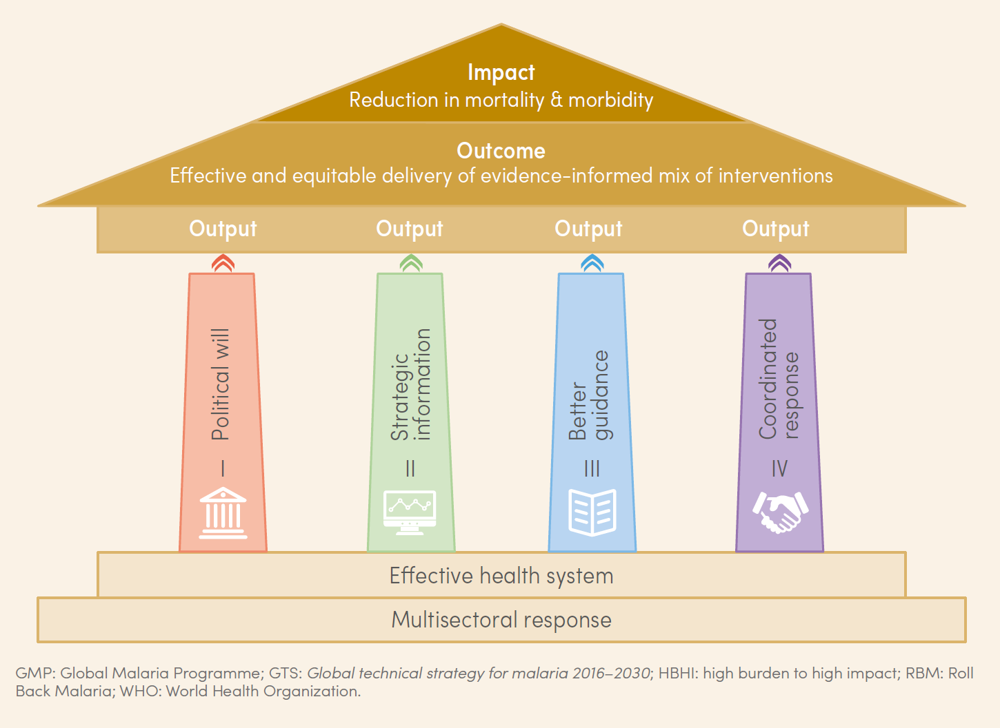 Impact
Reduction in mortality & morbidity
Outcome
Effective and equitable delivery of evidence-informed mix of interventions
Output
Output
Output
Output
I
Political will
II
Strategic
information
III
Better
guidance
IV
Coordinated
response
Effective health system
Multisectoral response
GMP: Global Malaria Programme; GTS: Global technical strategy for malaria 2016–2030; HBHI: high burden to high impact; RBM: Roll
Back Malaria; WHO: World Health Organization.